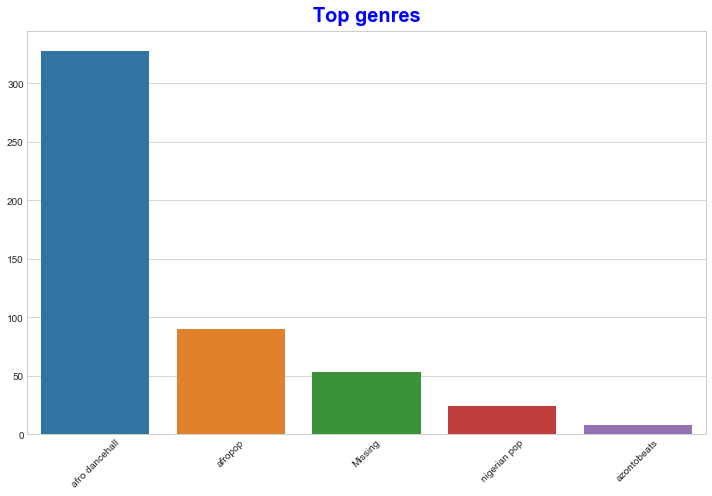 Top genres
300
250
200
150
100
50
0
afro dancehall
afropop
Missing
nigerian pop
azontobeats